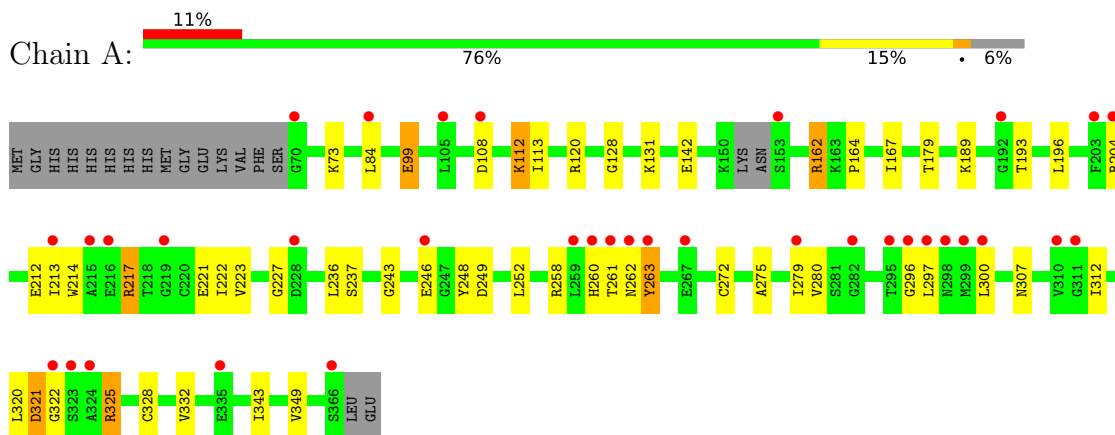 11%
Chain A:
76% 15% • 6%
MET GLY HIS HIS HIS HIS HIS HIS MET GLY GLU LYS VAL PHE SER G70 K73 L84 E99 L105 D108 K112 I113 R120 G128 K131 E142 K150 LYS ASN S153 R162 K163 P164 I167 T179 K189 G192 T193 L196 F203
E212 I213 W214 A215 E216 R217 T218 G219 C220 E221 I222 V223 G227 D228 L236 S237 G243 E246 G247 Y248 D249 L252 R258 L259 H260 T261 N262 Y263 E267 C272 A275 I279 V280 S281 G282 T295 G296 L297 N298 M299 L300 N307 V310 G311 I312
L320 D321 G322 S323 A324 R325 C328 V332 E335 I343 V349 S366 LEU GLU